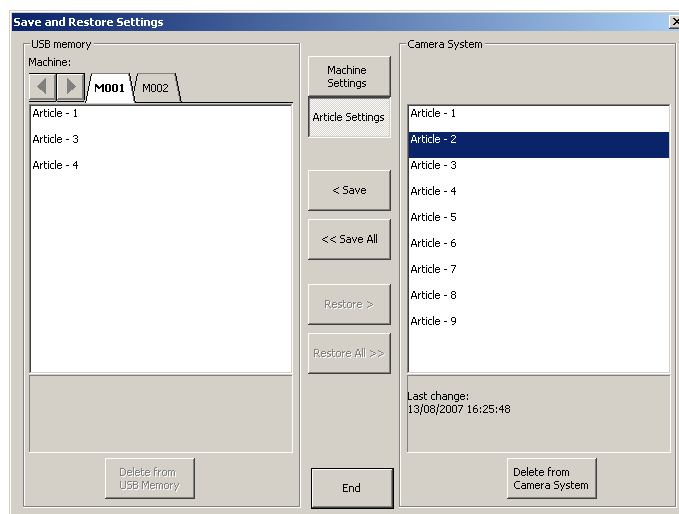 Save and Restore Settings
USB memory
Machine:
M001
M002
Article - 1
Article - 3
Article - 4
Delete from
USB Memory
Machine
Settings
Article Settings
< Save
<< Save All
Restore >
Restore All >>
End
Camera System
Article - 1
Article - 2
Article - 3
Article - 4
Article - 5
Article - 6
Article - 7
Article - 8
Article - 9
Last change:
13/08/2007 16:25:48
Delete from
Camera System